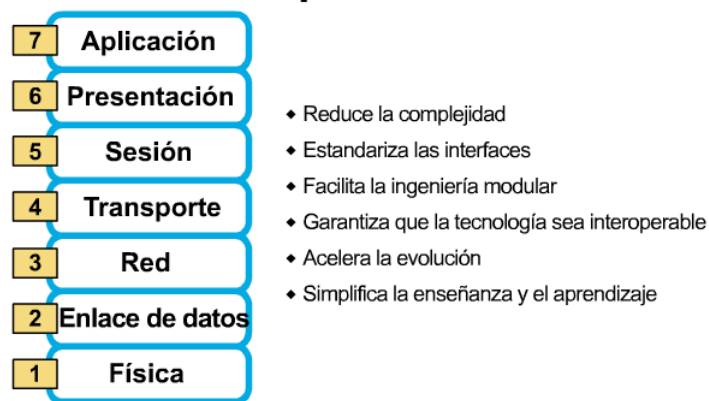 7 Aplicación
6 Presentación
5 Sesión
4 Transporte
3 Red
2 Enlace de datos
1 Física
◆ Reduce la complejidad
◆ Estandariza las interfaces
◆ Facilita la ingeniería modular
◆ Garantiza que la tecnología sea interoperable
◆ Acelera la evolución
◆ Simplifica la enseñanza y el aprendizaje